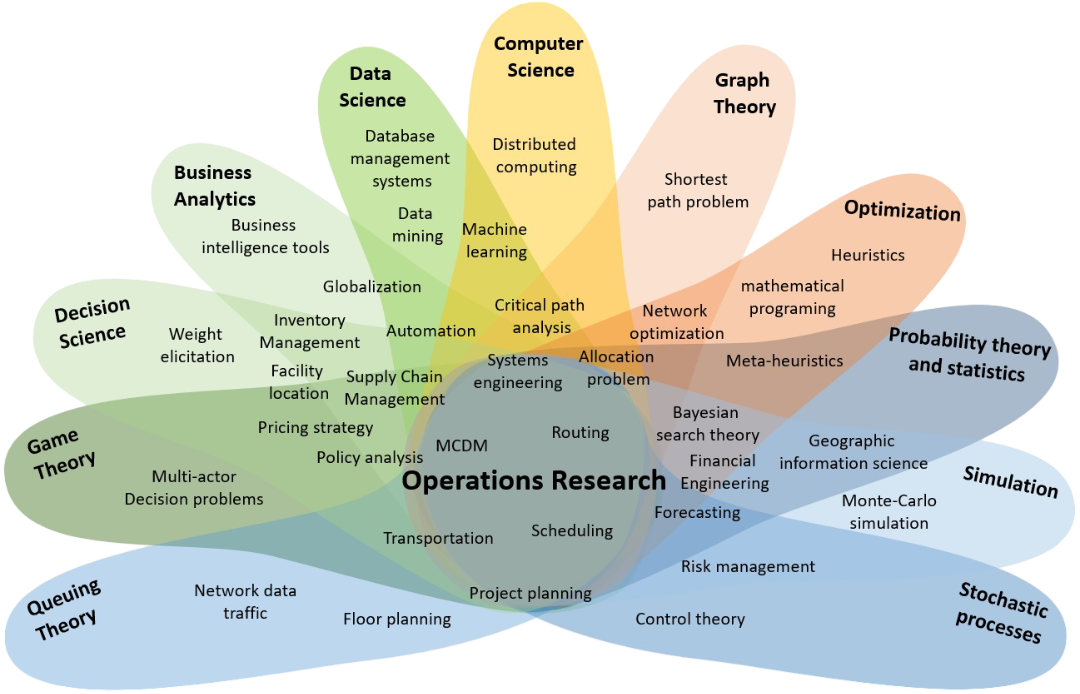 Computer
Science
Data
Science
Graph
Theory
Database
management
systems
Distributed
computing
Business
Analytics
Shortest
path problem
Optimization
Business
intelligence tools
Data
mining
Machine
learning
Heuristics
Globalization
mathematical
programing
Decision
Science
Weight
elicitation
Inventory
Management
Automation
Critical path
analysis
Network
optimization
Probability theory
and statistics
Facility
location
Supply Chain
Management
Systems
engineering
Allocation
problem
Meta-heuristics
Game
Theory
Pricing strategy
Policy analysis
MCDM
Routing
Bayesian
search theory
Geographic
information science
Multi-actor
Decision problems
Operations Research
Financial
Engineering
Simulation
Monte-Carlo
simulation
Forecasting
Transportation
Scheduling
Risk management
Queuing
Theory
Network data
traffic
Floor planning
Project planning
Control theory
Stochastic
processes